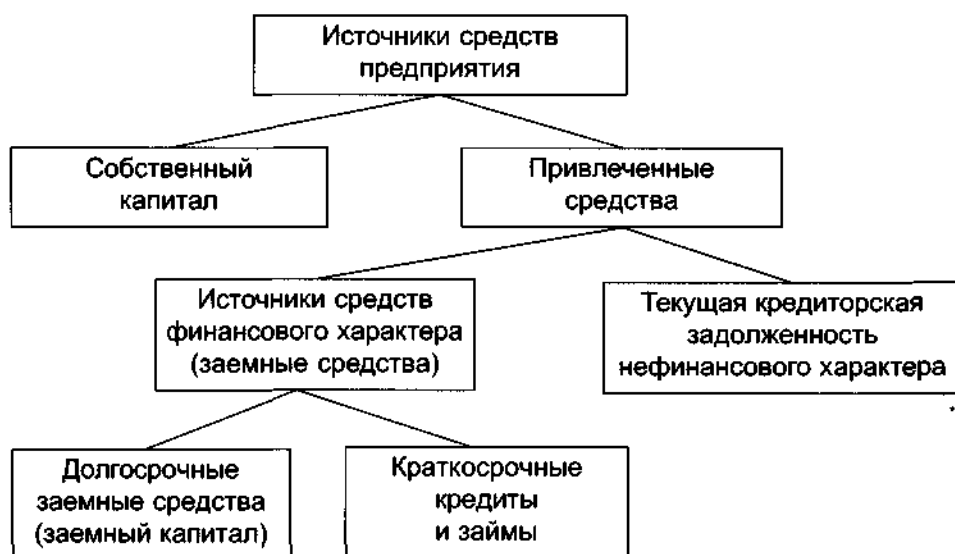 Источники средств
предприятия
Собственный
капитал
Привлеченные
средства
Источники средств
финансового характера
(заемные средства)
Текущая кредиторская
задолженность
нефинансового характера
Долгосрочные
заемные средства
(заемный капитал)
Краткосрочные
кредиты
и займы